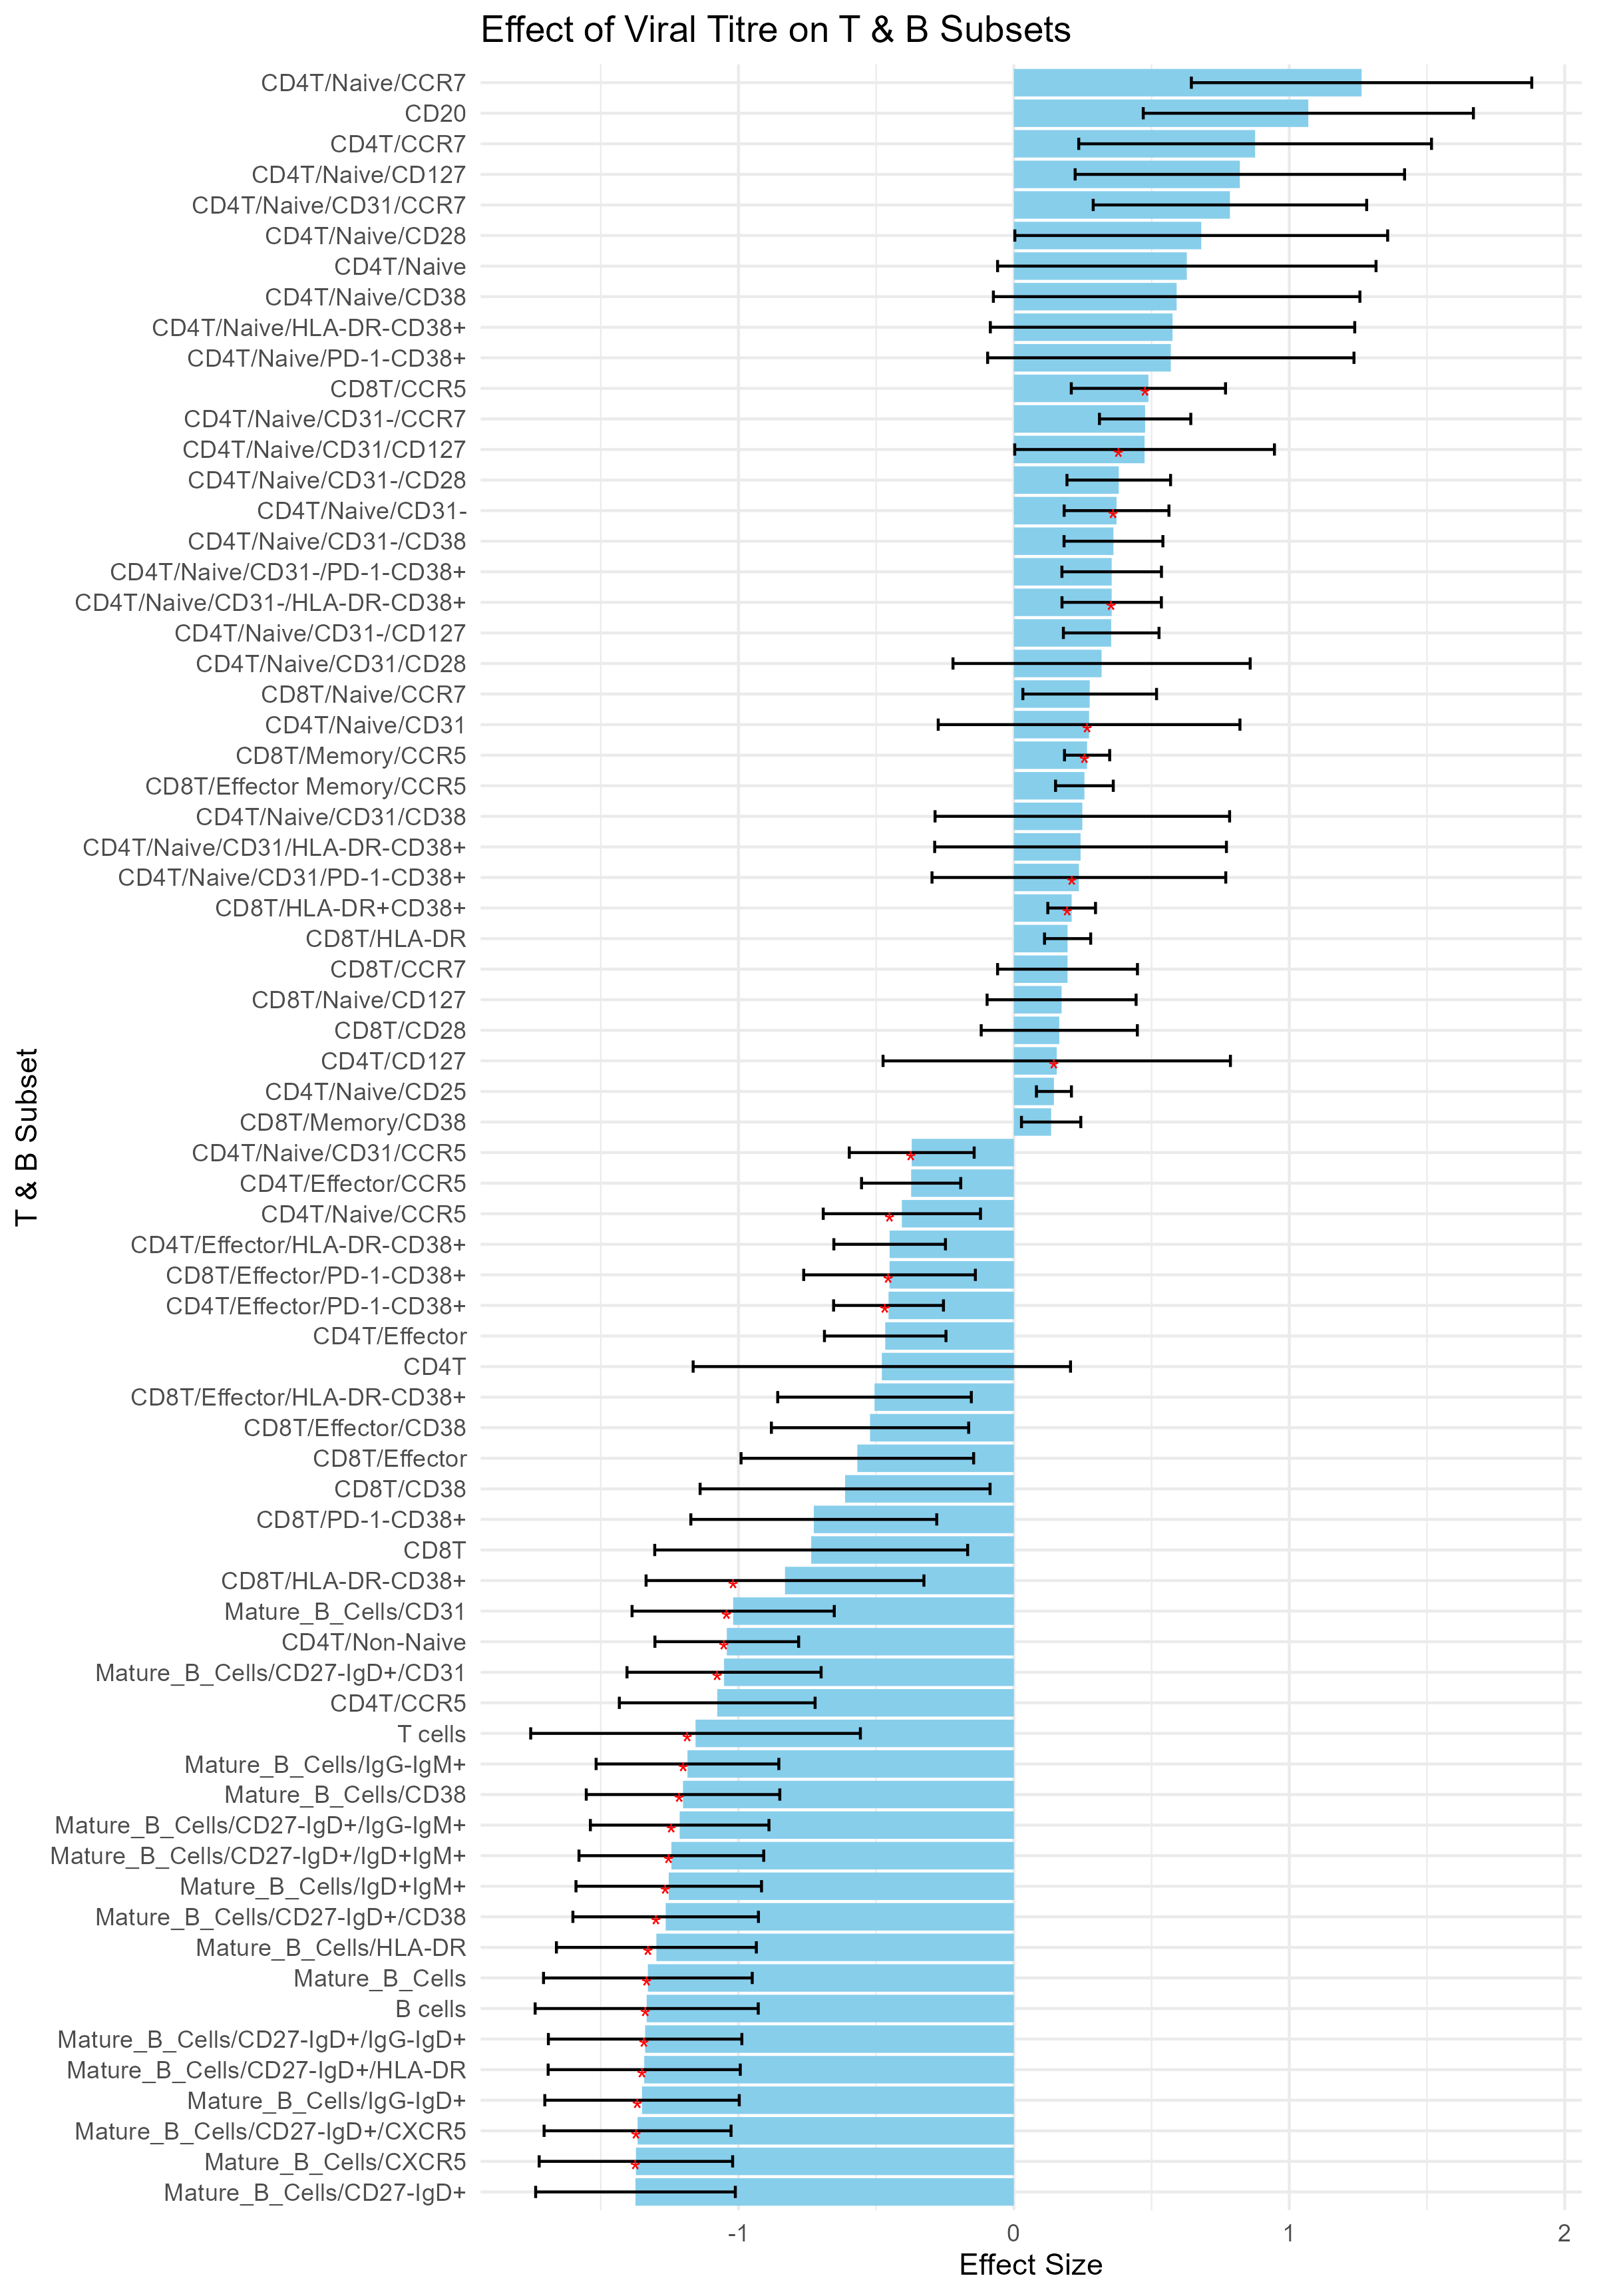 Effect of Viral Titre on T & B Subsets
CD4T/Naive/CCR7
CD20
CD4T/CCR7
CD4T/Naive/CD127
CD4T/Naive/CD31/CCR7
CD4T/Naive/CD28
CD4T/Naive
CD4T/Naive/CD38
CD4T/Naive/HLA-DR-CD38+
CD4T/Naive/PD-1-CD38+
CD8T/CCR5
CD4T/Naive/CD31-/CCR7
CD4T/Naive/CD31/CD127
CD4T/Naive/CD31-/CD28
CD4T/Naive/CD31-
CD4T/Naive/CD31-/CD38
CD4T/Naive/CD31-/PD-1-CD38+
CD4T/Naive/CD31-/HLA-DR-CD38+
CD4T/Naive/CD31-/CD127
CD4T/Naive/CD31/CD28
CD8T/Naive/CCR7
CD4T/Naive/CD31
CD8T/Memory/CCR5
CD8T/Effector Memory/CCR5
CD4T/Naive/CD31/CD38
CD4T/Naive/CD31/HLA-DR-CD38+
CD4T/Naive/CD31/PD-1-CD38+
CD8T/HLA-DR+CD38+
CD8T/HLA-DR
CD8T/CCR7
CD8T/Naive/CD127
CD8T/CD28
CD4T/CD127
CD4T/Naive/CD25
CD8T/Memory/CD38
CD4T/Naive/CD31/CCR5
CD4T/Effector/CCR5
CD4T/Naive/CCR5
CD4T/Effector/HLA-DR-CD38+
CD8T/Effector/PD-1-CD38+
CD4T/Effector/PD-1-CD38+
CD4T/Effector
CD4T
CD8T/Effector/HLA-DR-CD38+
CD8T/Effector/CD38
CD8T/Effector
CD8T/CD38
CD8T/PD-1-CD38+
CD8T
CD8T/HLA-DR-CD38+
Mature_B_Cells/CD31
CD4T/Non-Naive
Mature_B_Cells/CD27-IgD+/CD31
CD4T/CCR5
T cells
Mature_B_Cells/IgG-IgM+
Mature_B_Cells/CD38
Mature_B_Cells/CD27-IgD+/IgG-IgM+
Mature_B_Cells/CD27-IgD+/IgD+IgM+
Mature_B_Cells/IgD+IgM+
Mature_B_Cells/CD27-IgD+/CD38
Mature_B_Cells/HLA-DR
Mature_B_Cells
B cells
Mature_B_Cells/CD27-IgD+/IgG-IgD+
Mature_B_Cells/CD27-IgD+/HLA-DR
Mature_B_Cells/IgG-IgD+
Mature_B_Cells/CD27-IgD+/CXCR5
Mature_B_Cells/CXCR5
Mature_B_Cells/CD27-IgD+
T & B Subset
-1 0 1 2
Effect Size